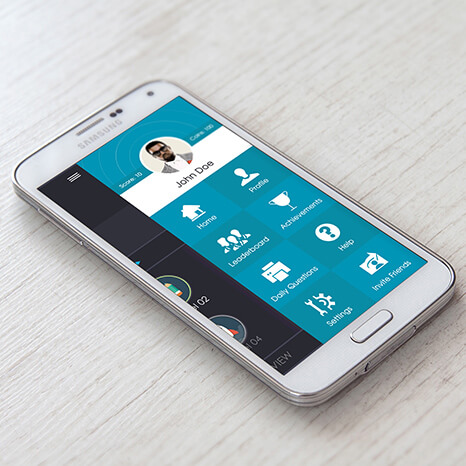 SAMSUNG
Score: 10
Coins: 100
John Doe
Home
Profile
Leaderboard
Achievements
Daily Questions
Help
Settings
Invite Friends
02
04
VIEW